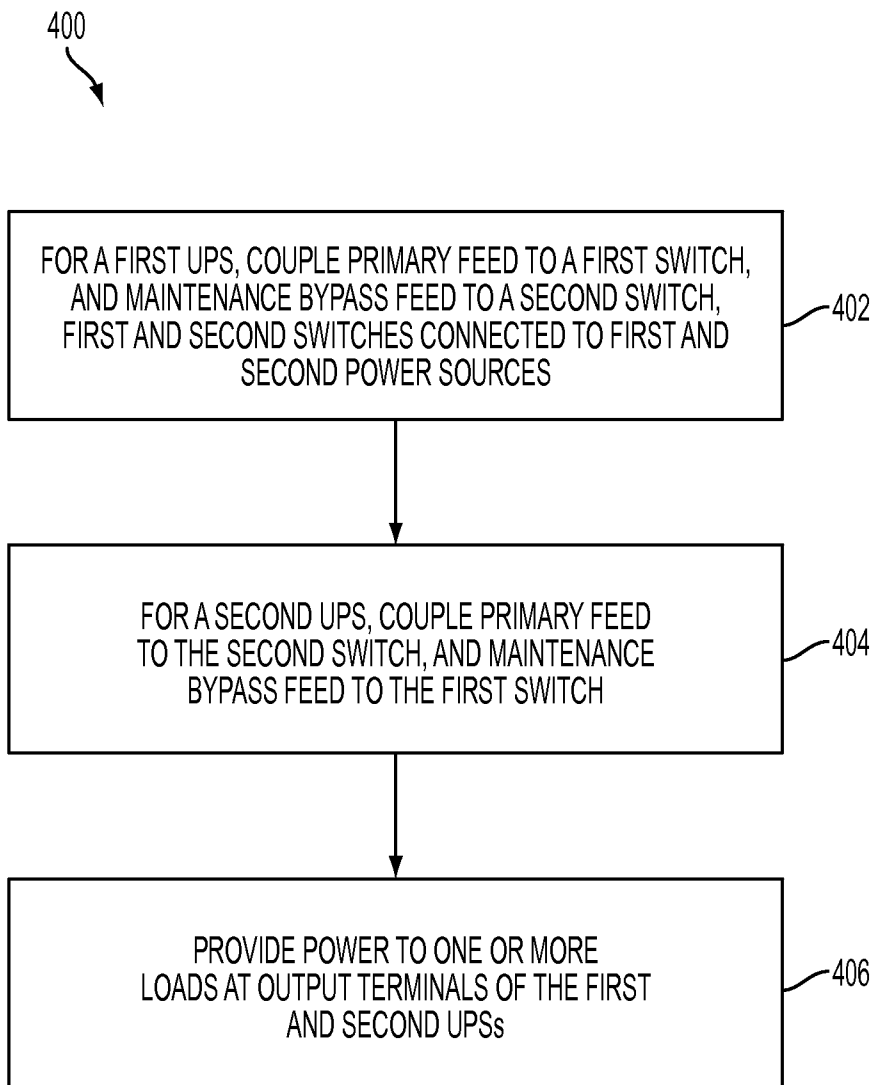 400
FOR A FIRST UPS, COUPLE PRIMARY FEED TO A FIRST SWITCH,
AND MAINTENANCE BYPASS FEED TO A SECOND SWITCH,
FIRST AND SECOND SWITCHES CONNECTED TO FIRST AND
SECOND POWER SOURCES
402
FOR A SECOND UPS, COUPLE PRIMARY FEED
TO THE SECOND SWITCH, AND MAINTENANCE
BYPASS FEED TO THE FIRST SWITCH
404
PROVIDE POWER TO ONE OR MORE
LOADS AT OUTPUT TERMINALS OF THE FIRST
AND SECOND UPSs
406